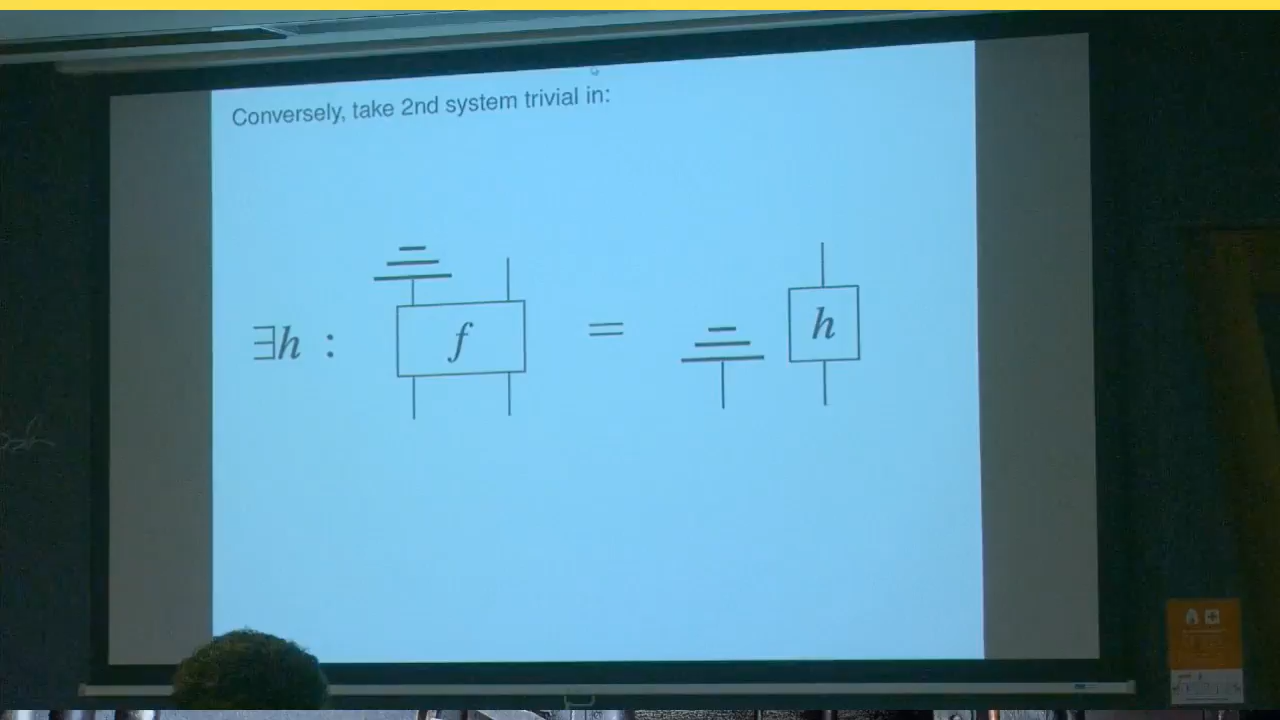 Conversely, take 2nd system trivial in:
∃h : f = h